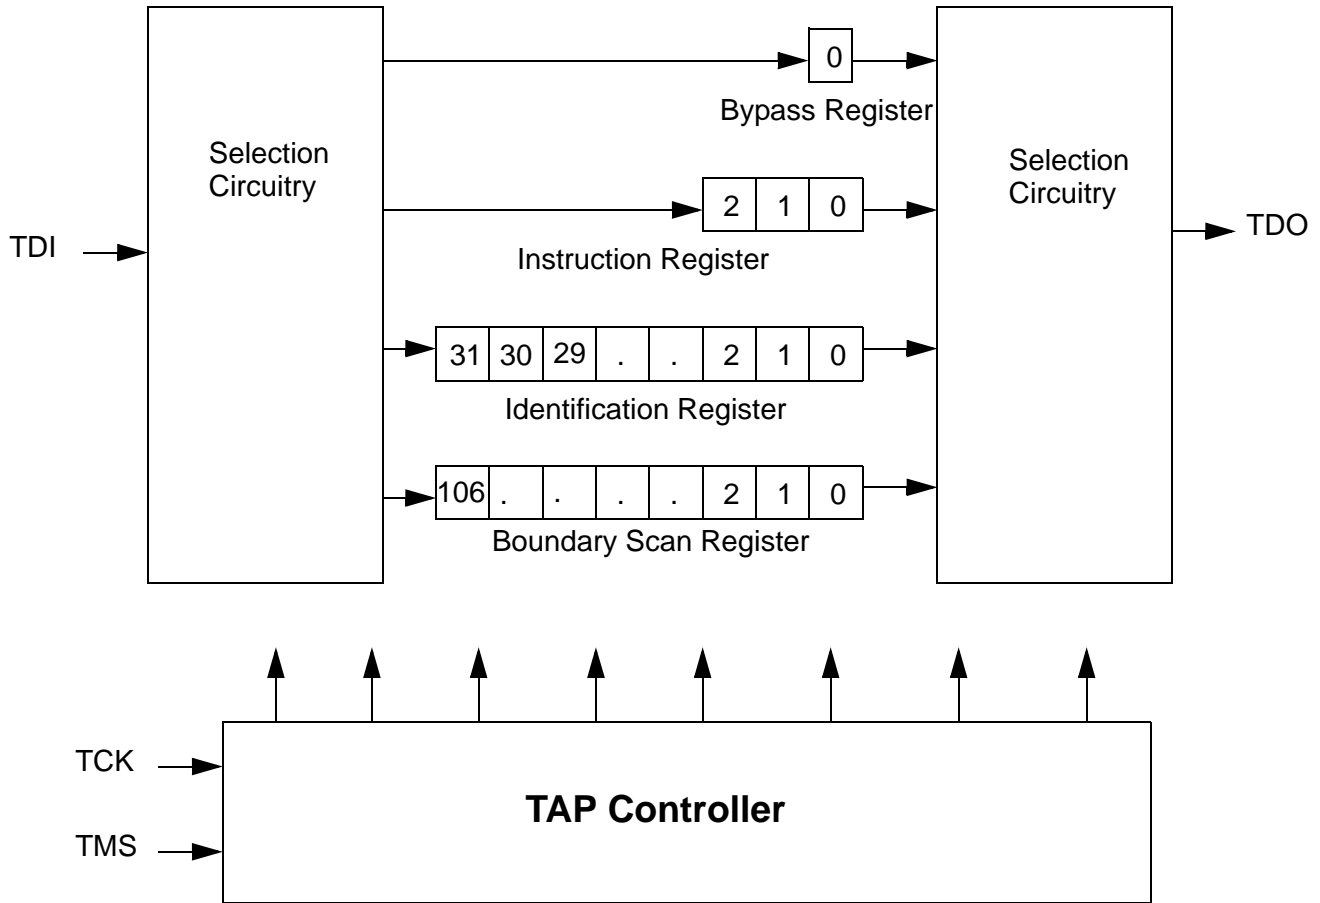 0
Bypass Register
Selection
Circuitry
Selection
Circuitry
2 1 0
Instruction Register
TDI
TDO
31 30 29 . . 2 1 0
Identification Register
106 . . . . 2 1 0
Boundary Scan Register
TCK
TMS
TAP Controller